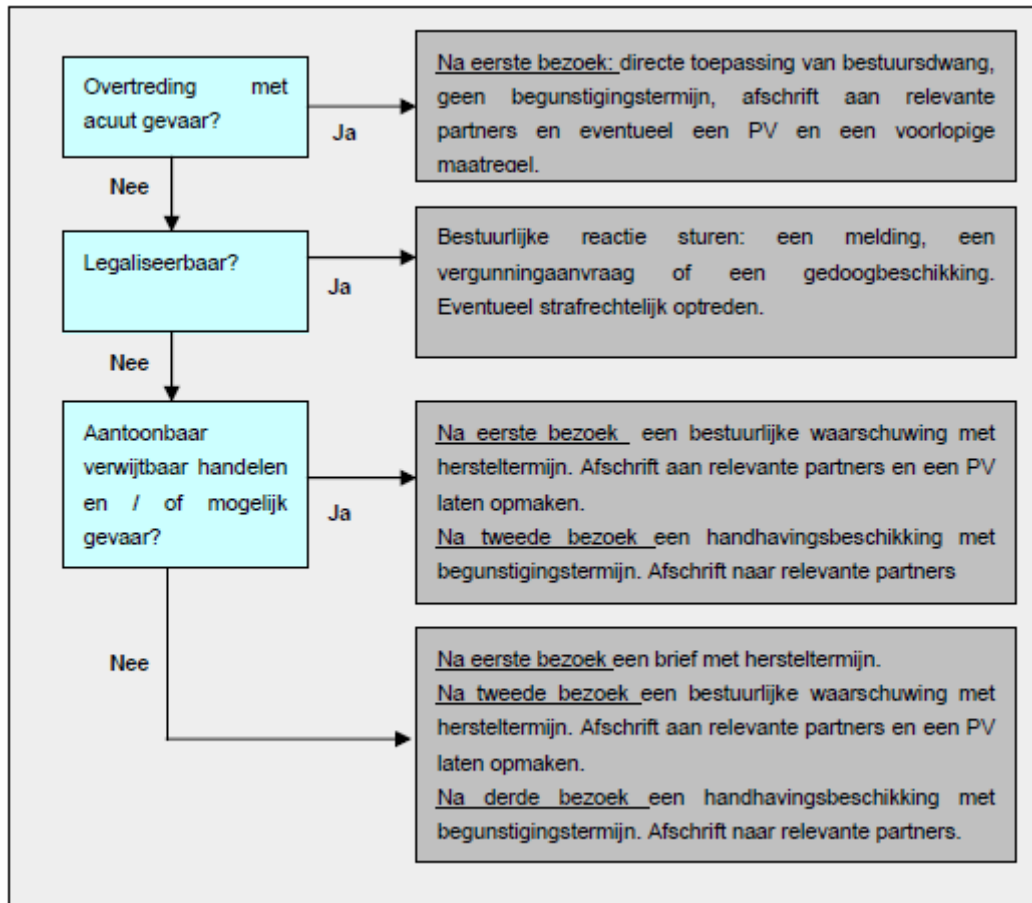 Overtreding met
acuut gevaar?
Ja
Na eerste bezoek: directe toepassing van bestuursdwang,
geen begunstigingstermijn, afschrift aan relevante
partners en eventueel een PV en een voorlopige
maatregel.
Nee
Legaliseerbaar?
Ja
Bestuurlijke reactie sturen: een melding, een
vergunningaanvraag of een gedoogbeschikking.
Eventueel strafrechtelijk optreden.
Nee
Aantoonbaar
verwijtbaar handelen
en / of mogelijk
gevaar?
Ja
Na eerste bezoek een bestuurlijke waarschuwing met
hersteltermijn. Afschrift aan relevante partners en een PV
laten opmaken.
Na tweede bezoek een handhavingsbeschikking met
begunstigingstermijn. Afschrift naar relevante partners
Nee
Na eerste bezoek een brief met hersteltermijn.
Na tweede bezoek een bestuurlijke waarschuwing met
hersteltermijn. Afschrift aan relevante partners en een PV
laten opmaken.
Na derde bezoek een handhavingsbeschikking met
begunstigingstermijn. Afschrift naar relevante partners.